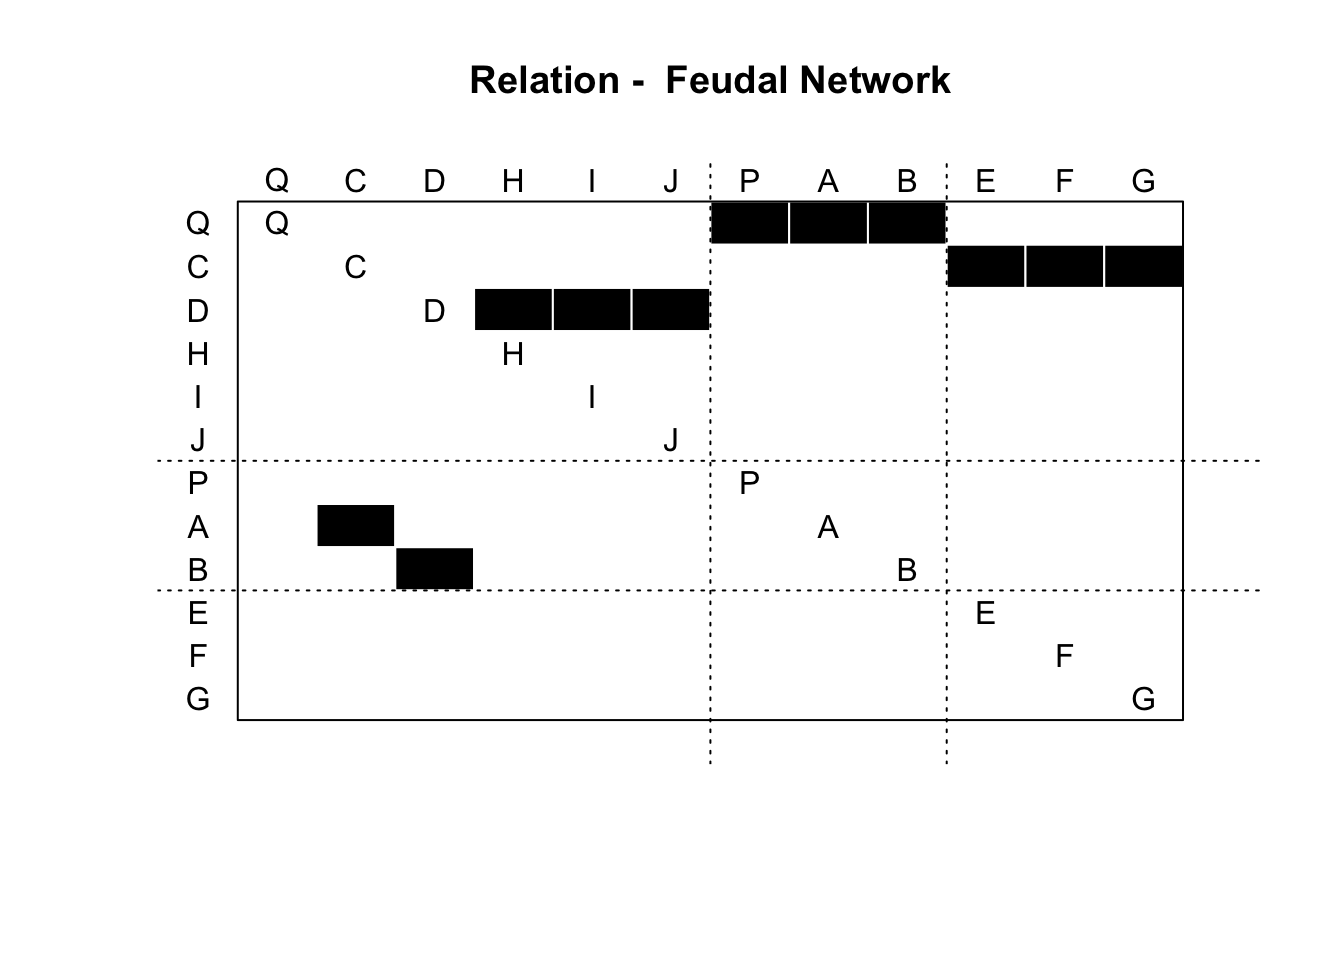 Relation -  Feudal Network
Q C D H I J P A B E F G
Q Q
C C
D D
H H
I I
J J
P P
A A
B B
E E
F F
G G